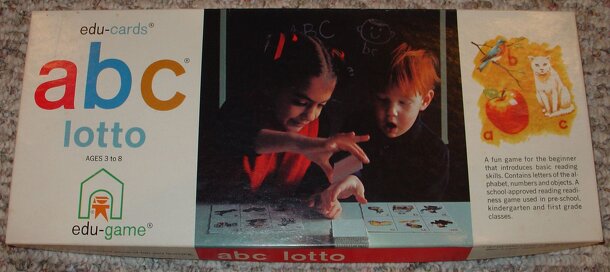 edu-cards®
abc®
lotto
AGES 3 to 8
edu-game®
ABC
b
a
c
A fun game for the beginner
that introduces basic reading
skills. Contains letters of the al-
phabet, numbers and objects. A
school-approved reading readi-
ness game used in pre-school,
kindergarten and first grade
classes.
abc lotto